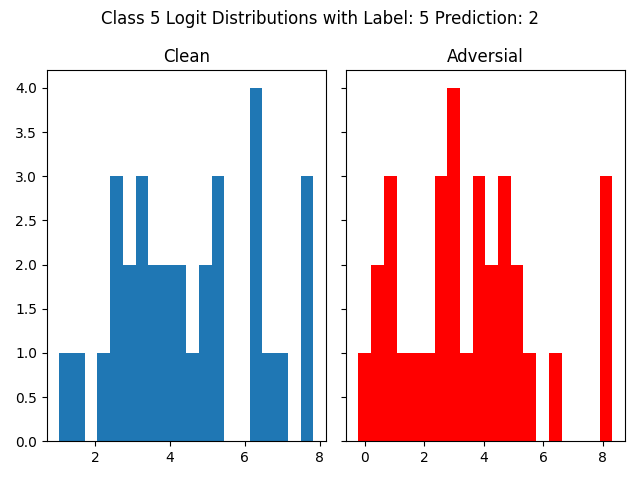 Class 5 Logit Distributions with Label: 5 Prediction: 2
Clean
Adversial
4.0
3.5
3.0
2.5
2.0
1.5
1.0
0.5
0.0
2 4 6 8
0 2 4 6 8